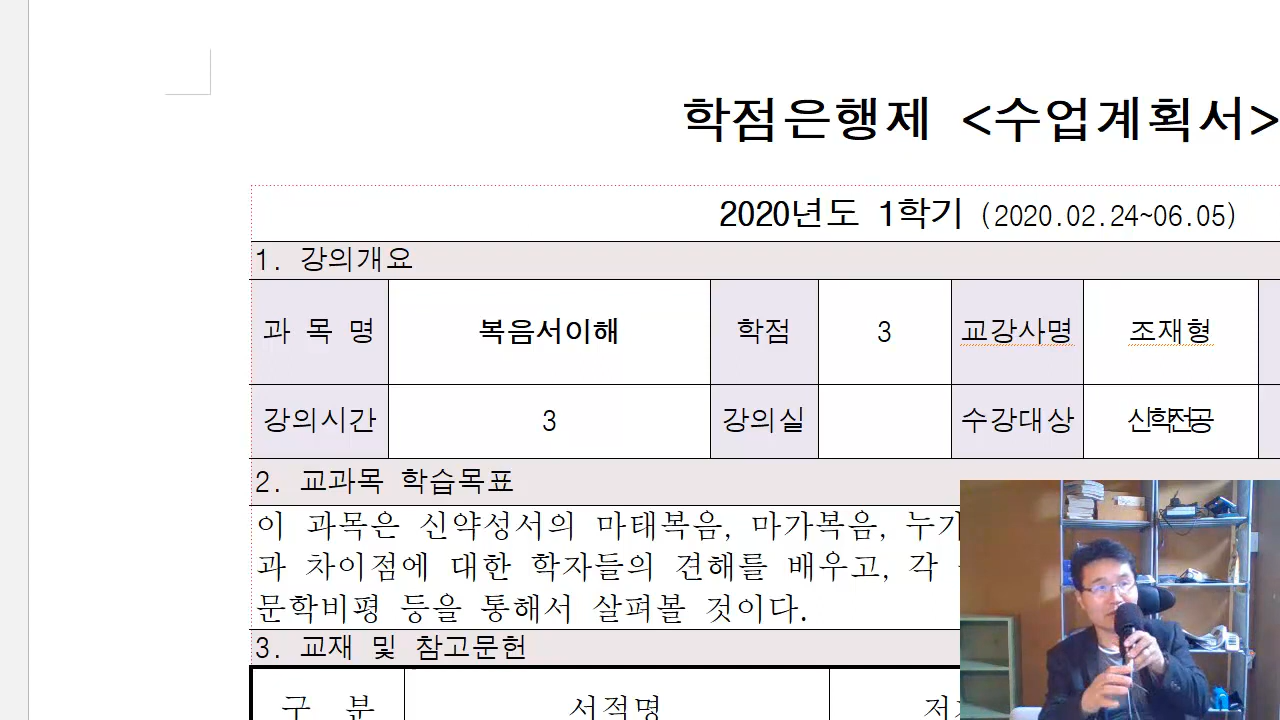 학점은행제 <수업계획서>
2020년도 1학기 (2020.02.24~06.05)
1. 강의개요
과 목 명 복음서이해 학점 3 교강사명 조재형
강의시간 3 강의실 수강대상 신학전공
2. 교과목 학습목표
이 과목은 신약성서의 마태복음, 마가복음, 누가
과 차이점에 대한 학자들의 견해를 배우고, 각
문학비평 등을 통해서 살펴볼 것이다.
3. 교재 및 참고문헌
구 분 서적명